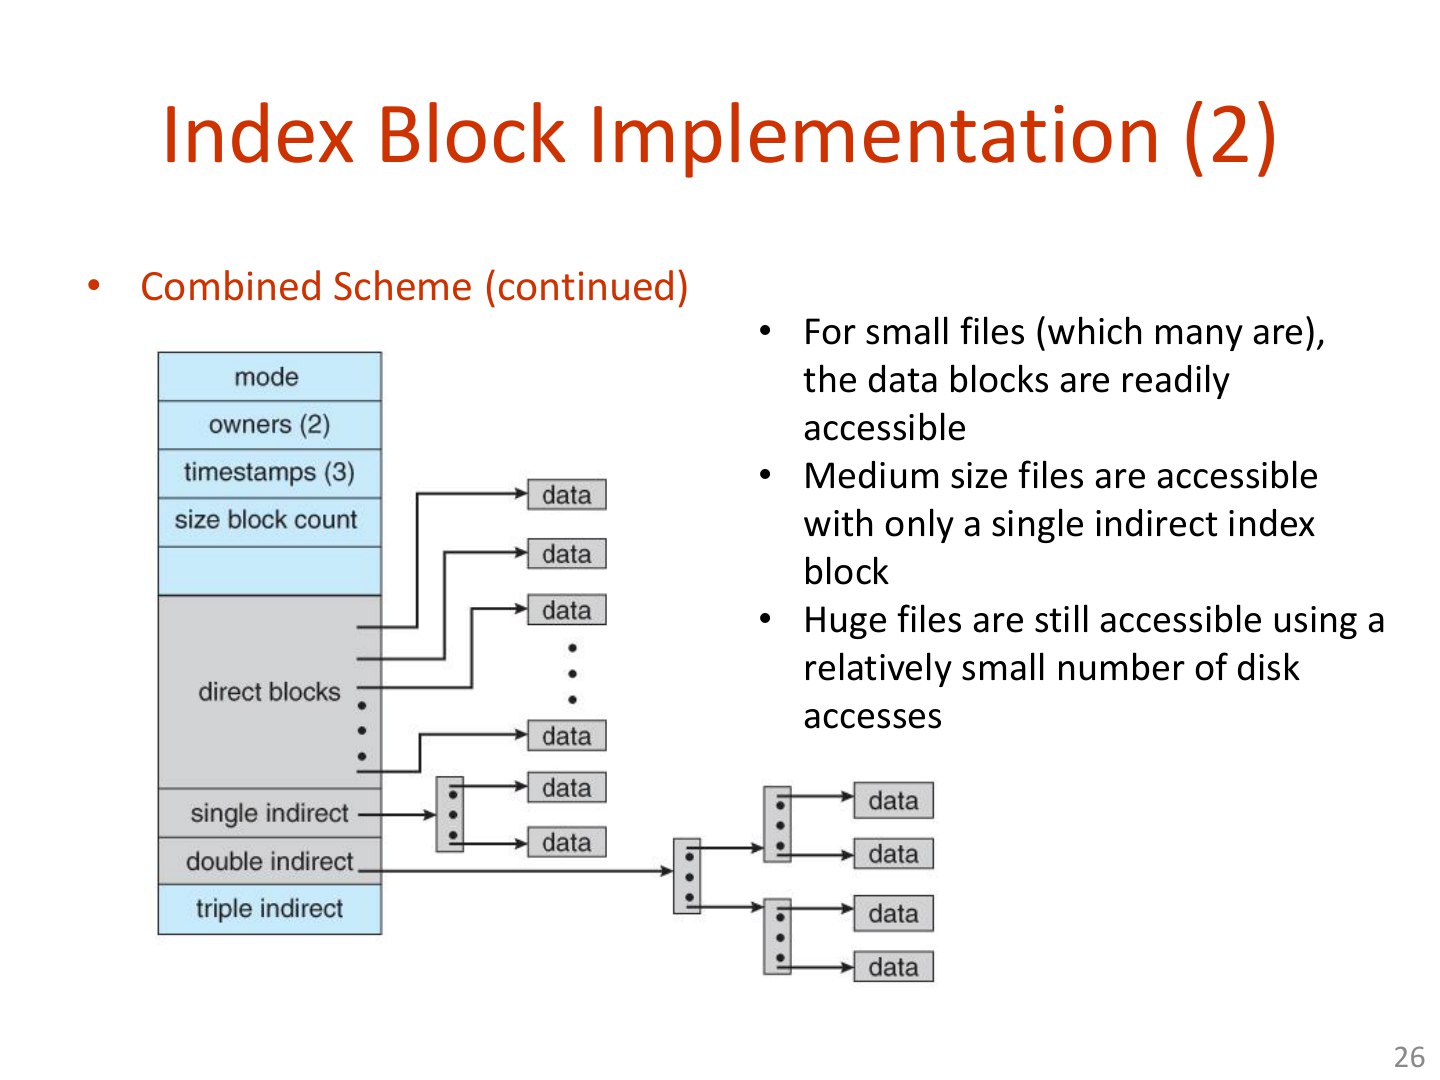 Index Block Implementation (2)
• Combined Scheme (continued)
• For small files (which many are),
the data blocks are readily
accessible
• Medium size files are accessible
with only a single indirect index
block
• Huge files are still accessible using a
relatively small number of disk
accesses
mode
owners (2)
timestamps (3)
size block count
direct blocks
single indirect
double indirect
triple indirect
data
data
data
data
data
data
data
data
data
data
26